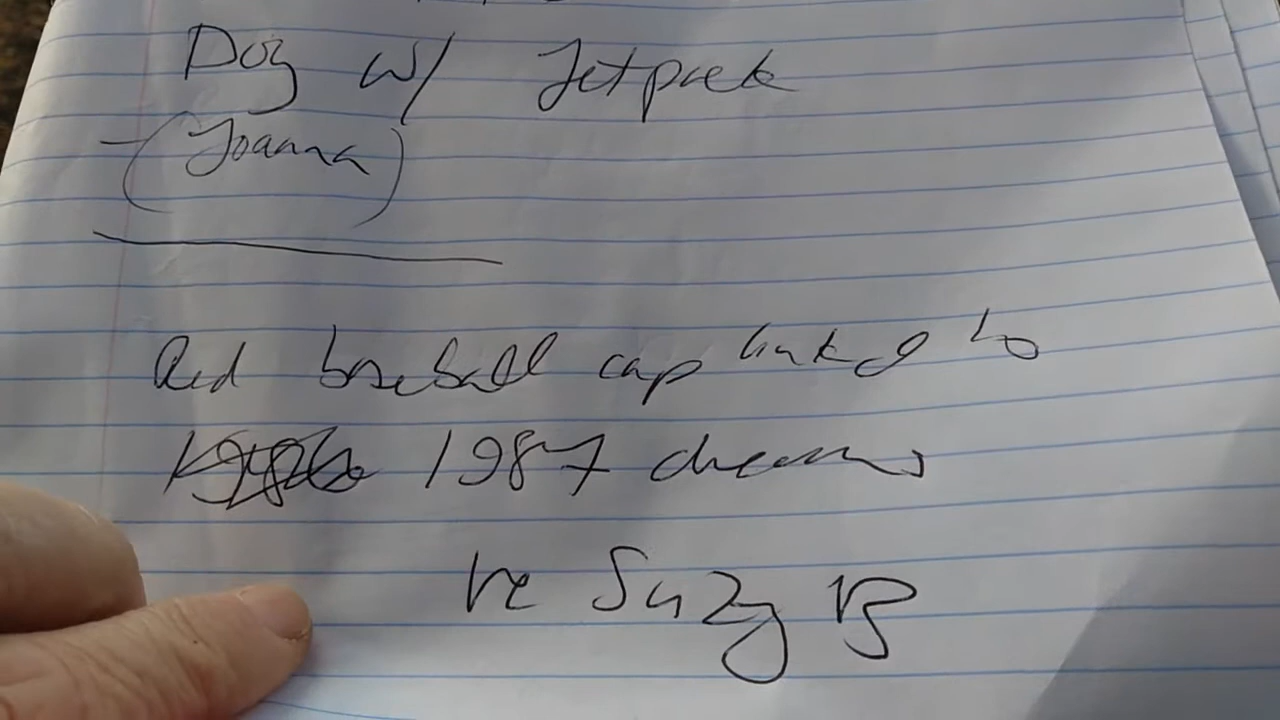 Dog w/ Jetpack
- (Joanna)
Red baseball cap linked to
1987 dreams
re Suzy B